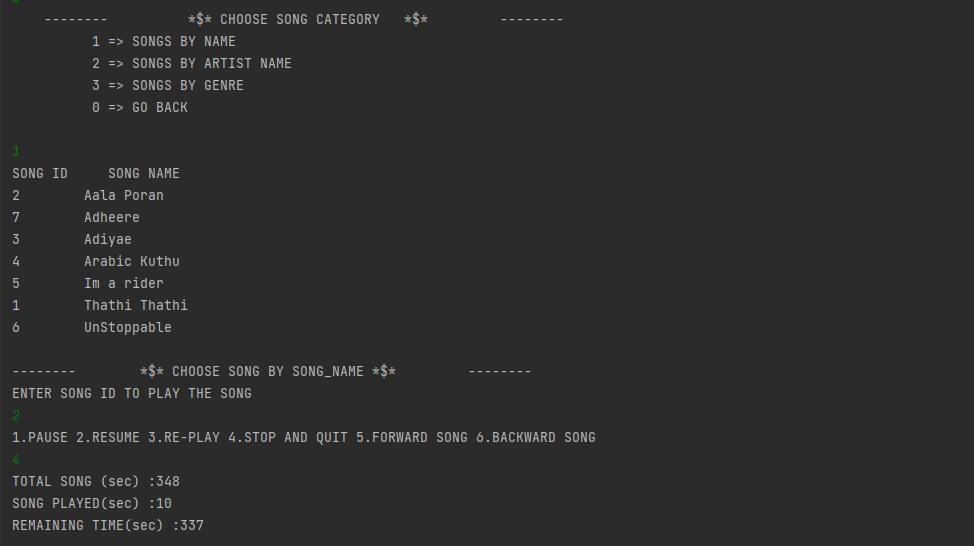 -------- *$* CHOOSE SONG CATEGORY *$* --------
1 => SONGS BY NAME
2 => SONGS BY ARTIST NAME
3 => SONGS BY GENRE
0 => GO BACK
1
SONG ID SONG NAME
2 Aala Poran
7 Adheere
3 Adiyae
4 Arabic Kuthu
5 Im a rider
1 Thathi Thathi
6 UnStoppable
-------- *$* CHOOSE SONG BY SONG_NAME *$* --------
ENTER SONG ID TO PLAY THE SONG
2
1.PAUSE 2.RESUME 3.RE-PLAY 4.STOP AND QUIT 5.FORWARD SONG 6.BACKWARD SONG
4
TOTAL SONG (sec) :348
SONG PLAYED(sec) :10
REMAINING TIME(sec) :337